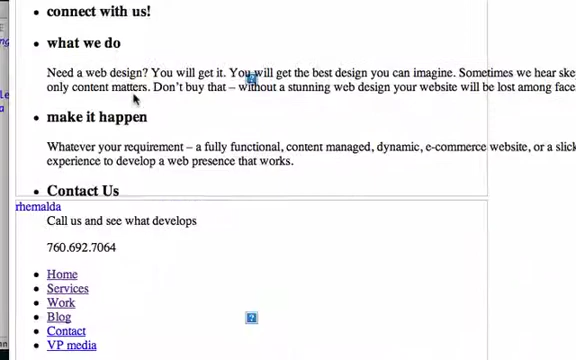 connect with us!
what we do
Need a web design? You will get it. You will get the best design you can imagine. Sometimes we hear
only content matters. Don't buy that – without a stunning web design your website will be lost among
make it happen
Whatever your requirement – a fully functional, content managed, dynamic, e-commerce website, or a slick
experience to develop a web presence that works.
Contact Us
rhemalda
Call us and see what develops
760.692.7064
Home
Services
Work
Blog
Contact
VP media